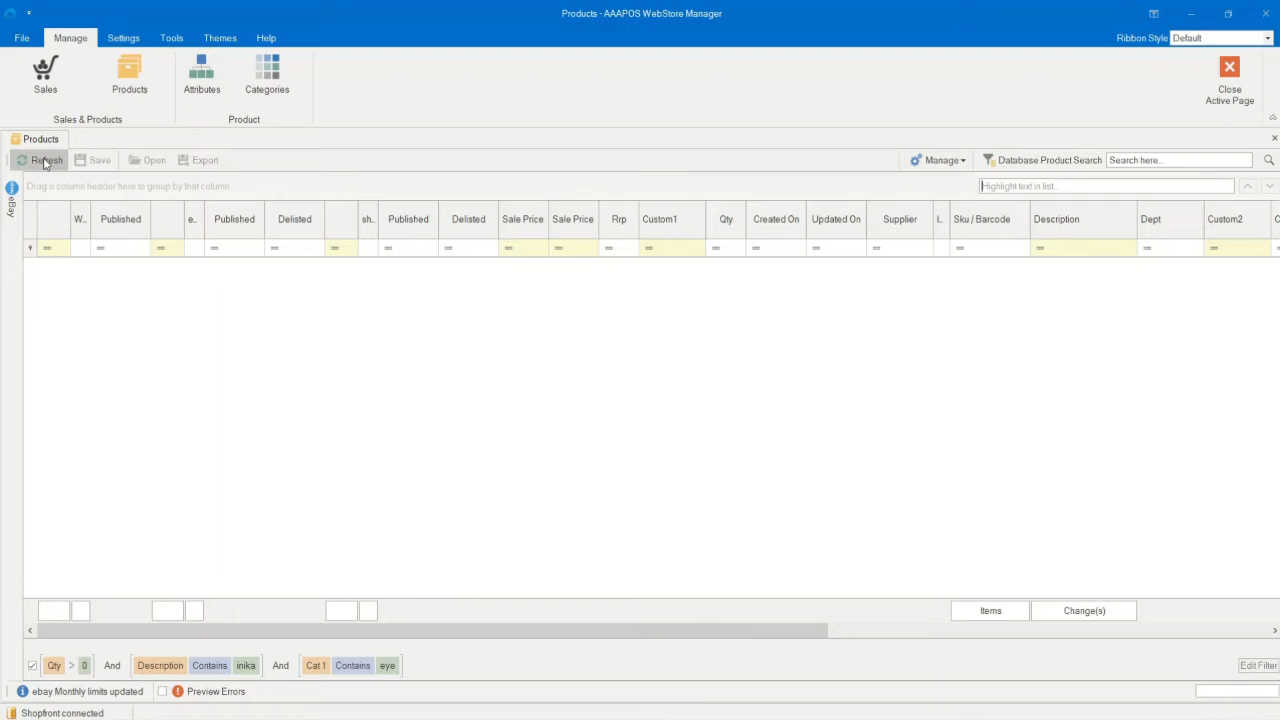 Products - AAAPOS WebStore Manager
File Manage Settings Tools Themes Help Ribbon Style Default
Sales Products Attributes Categories Close Active Page
Sales & Products Product
Products
Refresh Save Open Export Manage Database Product Search Search here...
eBay
Drag a column header here to group by that column Highlight text in list...
W.. Published e.. Published Delisted sh.. Published Delisted Sale Price Sale Price Rrp Custom1 Qty Created On Updated On Supplier I.. Sku / Barcode Description Dept Custom2 C
= = = = = = = = = = = = = = = = = = = =
Items Change(s)
Qty > 0 And Description Contains inika And Cat 1 Contains eye Edit Filter
ebay Monthly limits updated Preview Errors
Shopfront connected